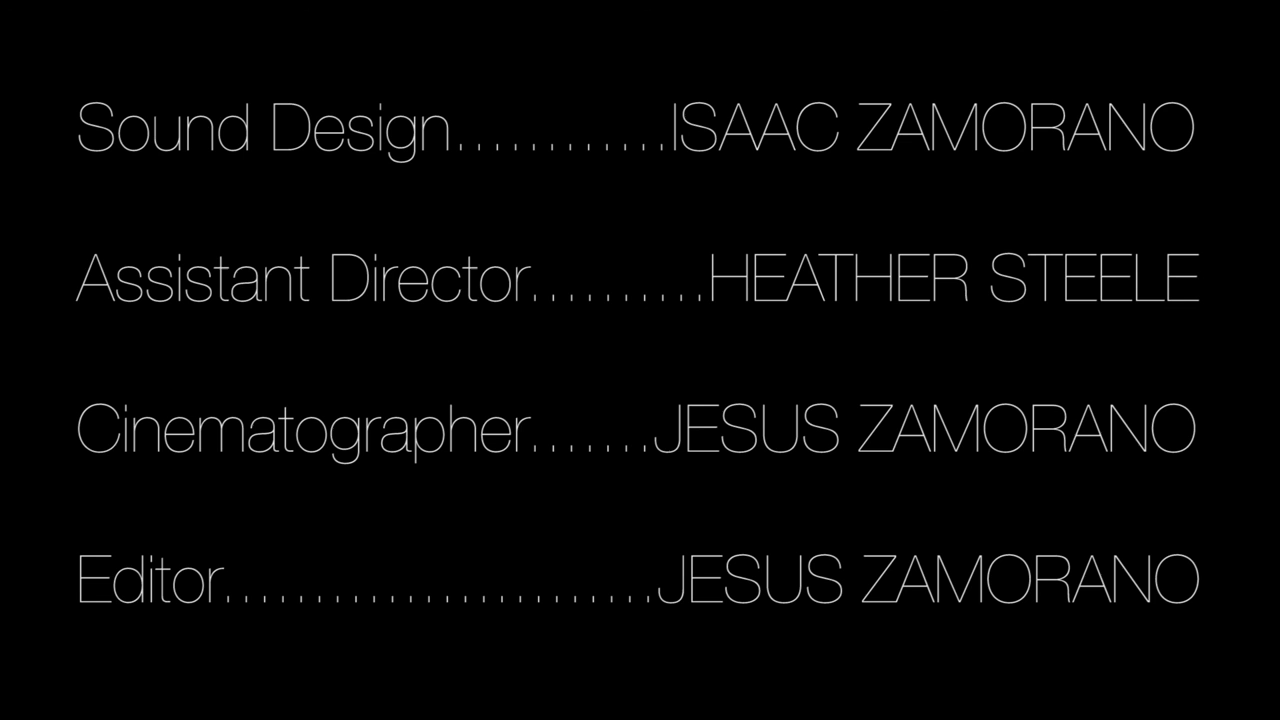 Sound Design............ISAAC ZAMORANO
Assistant Director..........HEATHER STEELE
Cinematographer.......JESUS ZAMORANO
Editor........................JESUS ZAMORANO